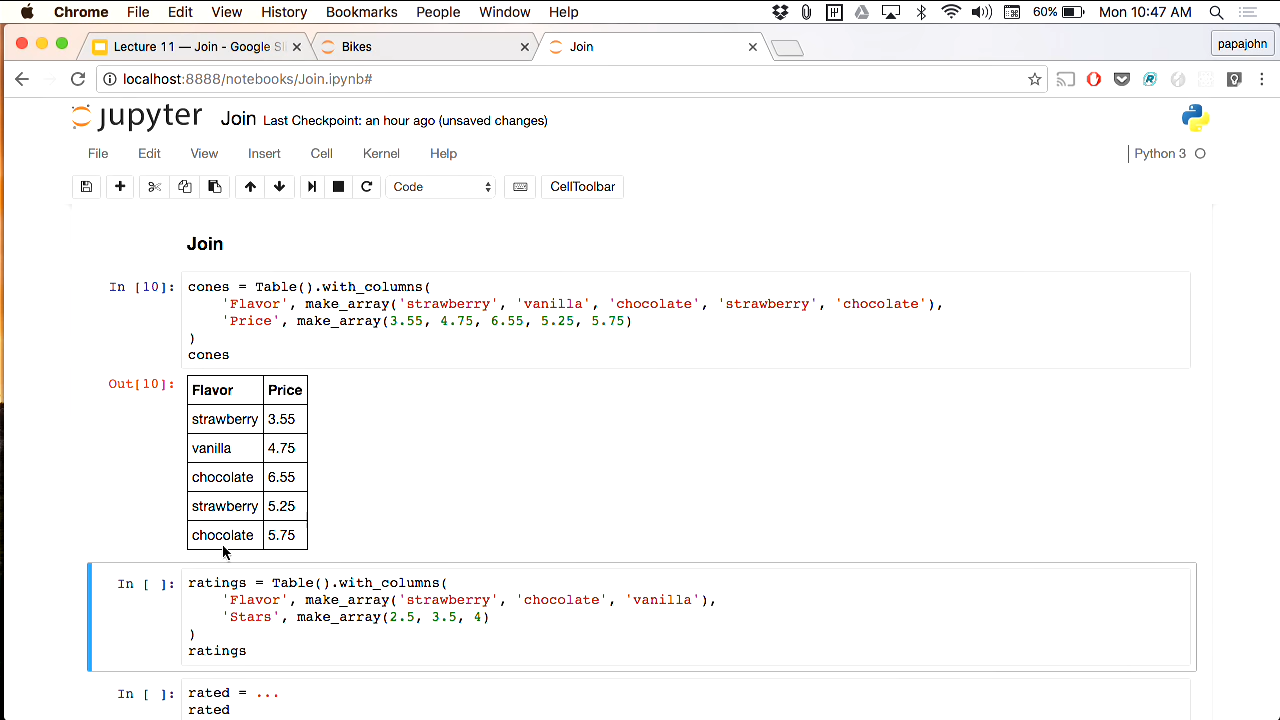 Chrome File Edit View History Bookmarks People Window Help 60% Mon 10:47 AM
Lecture 11 — Join - Google Sl Bikes Join papajohn
localhost:8888/notebooks/Join.ipynb#
jupyter Join Last Checkpoint: an hour ago (unsaved changes)
File Edit View Insert Cell Kernel Help Python 3
Code CellToolbar
Join
In [10]: cones = Table().with_columns(
'Flavor', make_array('strawberry', 'vanilla', 'chocolate', 'strawberry', 'chocolate'),
'Price', make_array(3.55, 4.75, 6.55, 5.25, 5.75)
)
cones
Out[10]: Flavor Price
strawberry 3.55
vanilla 4.75
chocolate 6.55
strawberry 5.25
chocolate 5.75
In [ ]: ratings = Table().with_columns(
'Flavor', make_array('strawberry', 'chocolate', 'vanilla'),
'Stars', make_array(2.5, 3.5, 4)
)
ratings
In [ ]: rated = ...
rated